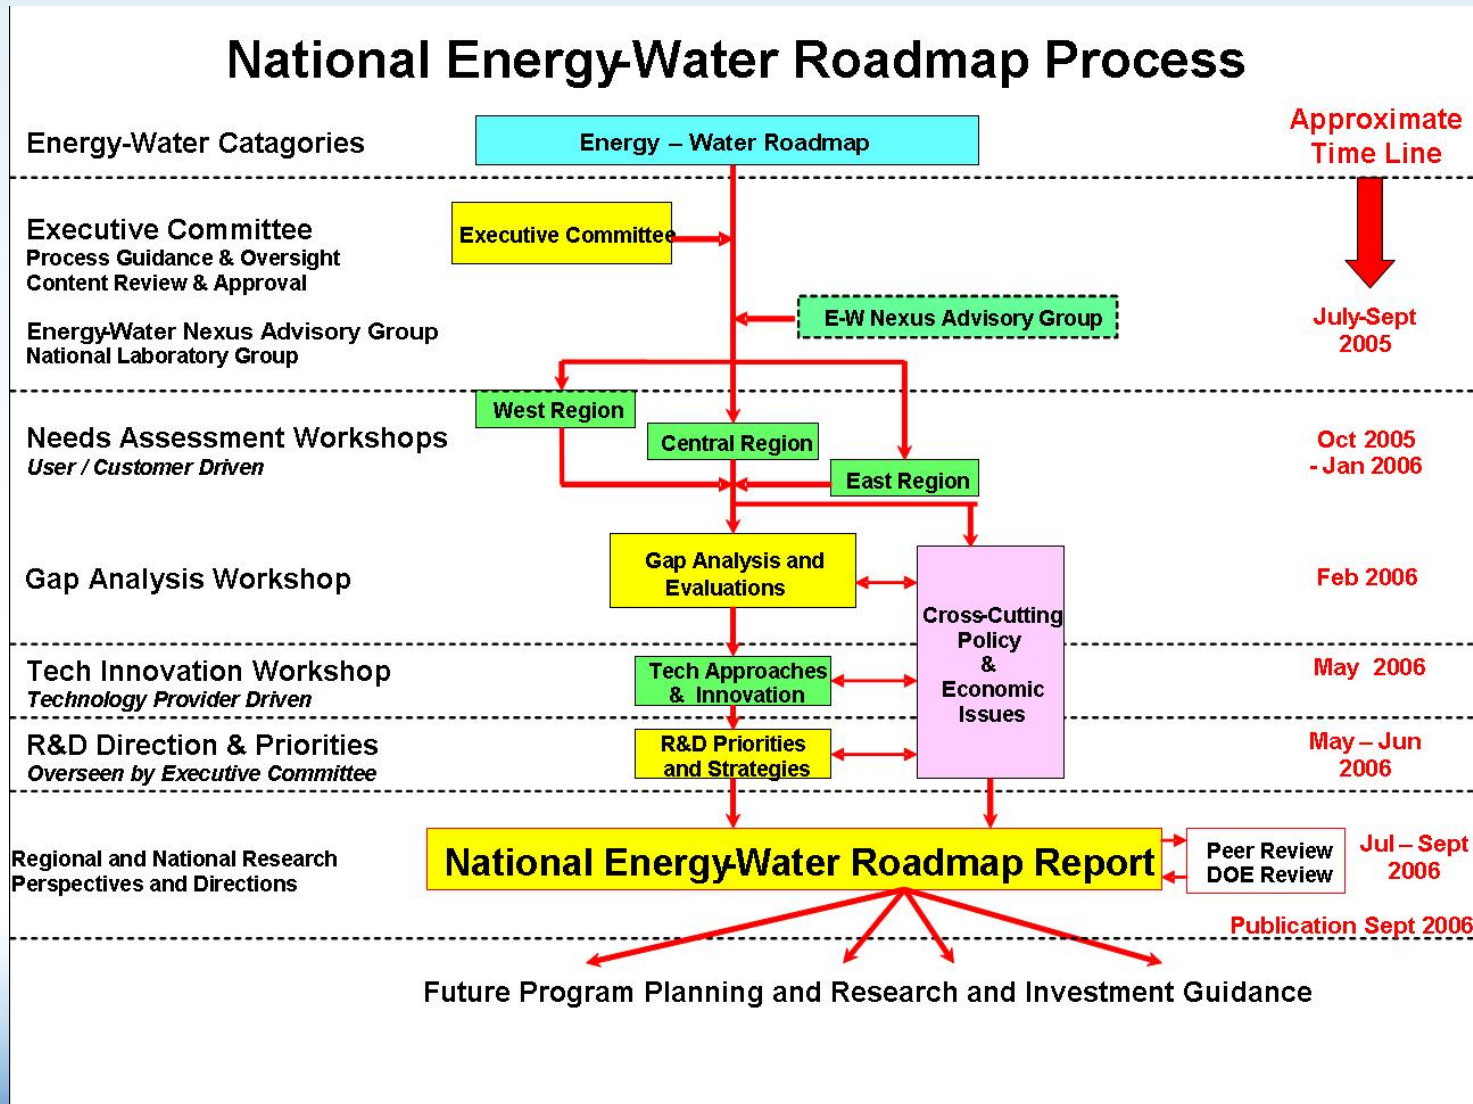 National Energy-Water Roadmap Process
Energy-Water Catagories
Energy – Water Roadmap
Approximate
Time Line
Executive Committee
Process Guidance & Oversight
Content Review & Approval
Executive Committee
Energy-Water Nexus Advisory Group
National Laboratory Group
E-W Nexus Advisory Group
July-Sept
2005
Needs Assessment Workshops
User / Customer Driven
West Region
Central Region
East Region
Oct 2005
- Jan 2006
Gap Analysis Workshop
Gap Analysis and
Evaluations
Cross-Cutting
Policy
&
Economic
Issues
Feb 2006
Tech Innovation Workshop
Technology Provider Driven
Tech Approaches
& Innovation
May 2006
R&D Direction & Priorities
Overseen by Executive Committee
R&D Priorities
and Strategies
May – Jun
2006
Regional and National Research
Perspectives and Directions
National Energy-Water Roadmap Report
Peer Review
DOE Review
Jul – Sept
2006
Publication Sept 2006
Future Program Planning and Research and Investment Guidance